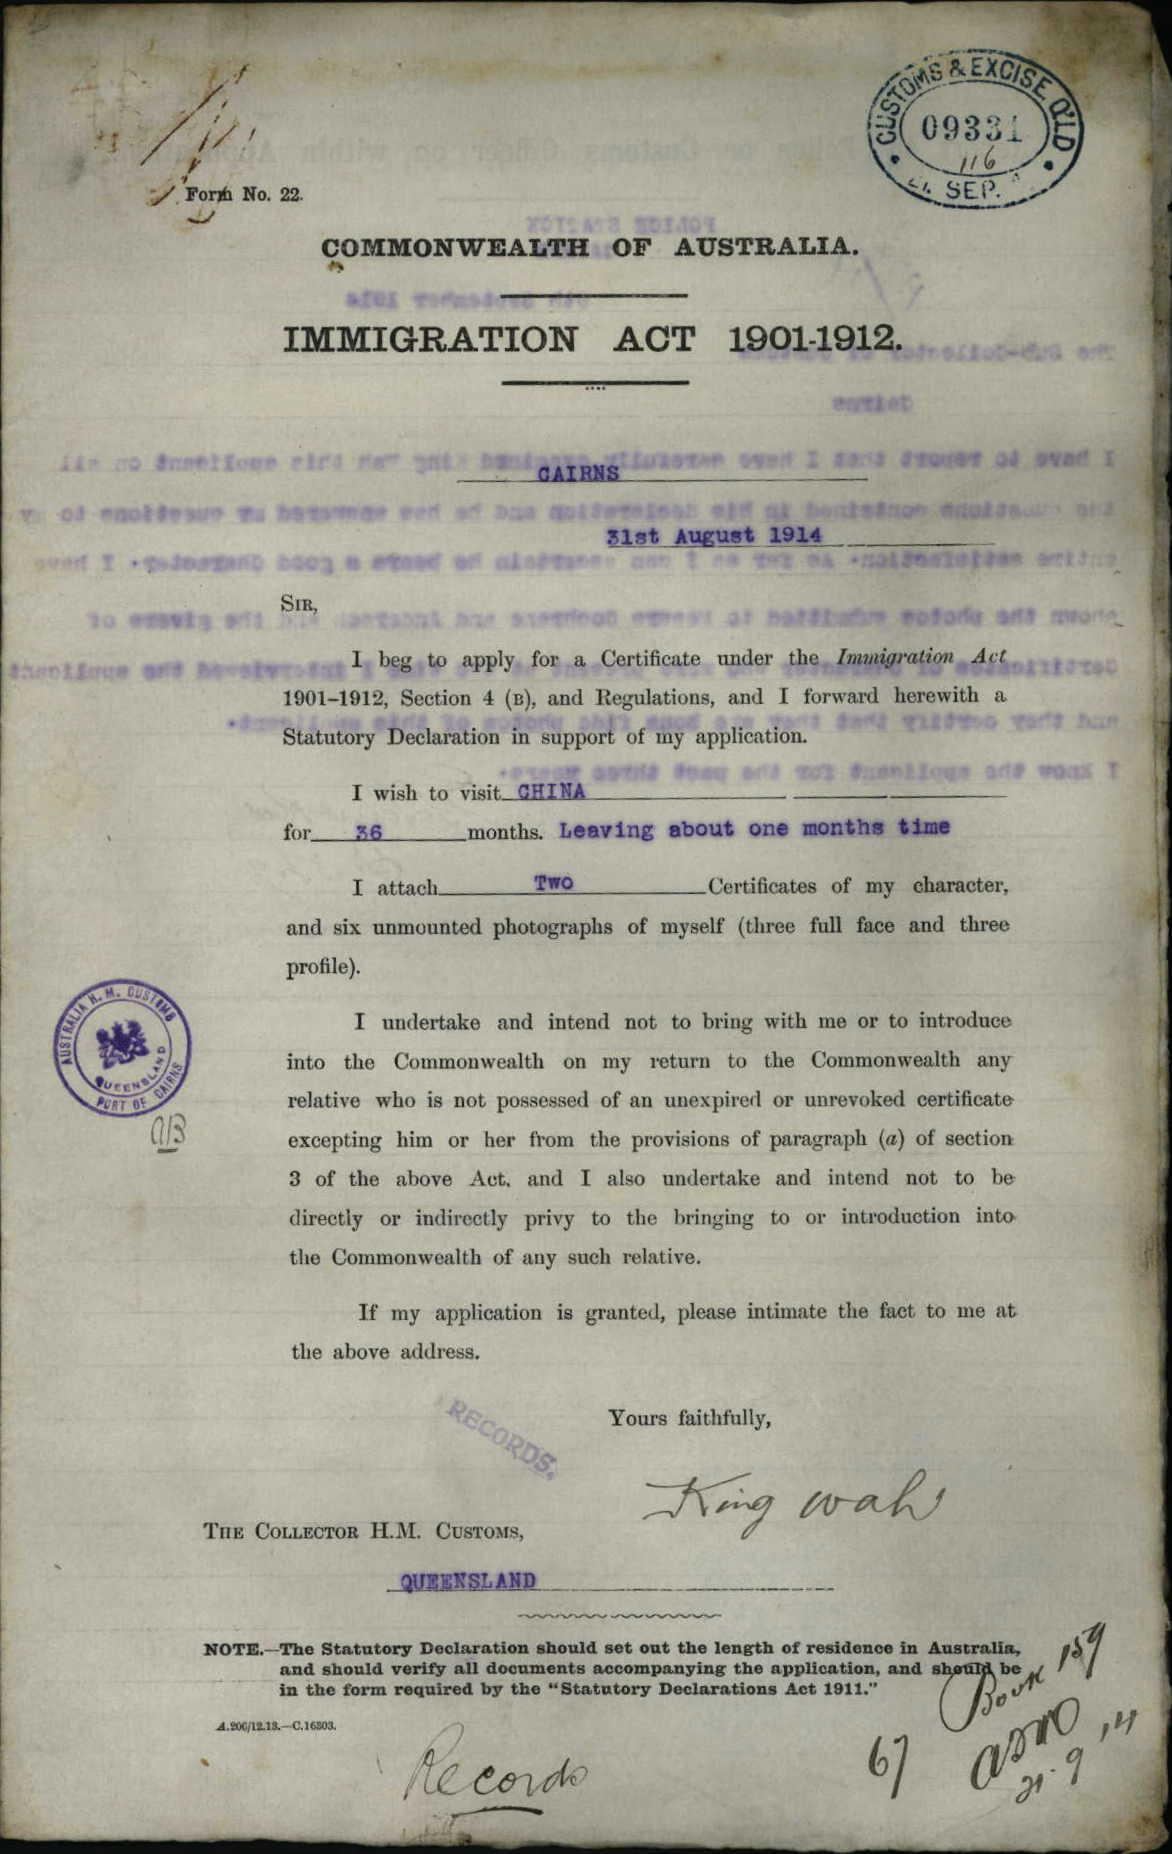 CUSTOMS & EXCISE Q'LD
09331
116
21. SEP.
Form No. 22.
COMMONWEALTH OF AUSTRALIA.
IMMIGRATION ACT 1901-1912.
CAIRNS
31st August 1914
SIR,
I beg to apply for a Certificate under the Immigration Act
1901–1912, Section 4 (B), and Regulations, and I forward herewith a
Statutory Declaration in support of my application.
I wish to visit CHINA
for 36 months. Leaving about one months time
I attach Two Certificates of my character,
and six unmounted photographs of myself (three full face and three
profile).
I undertake and intend not to bring with me or to introduce
into the Commonwealth on my return to the Commonwealth any
relative who is not possessed of an unexpired or unrevoked certificate
excepting him or her from the provisions of paragraph (a) of section
3 of the above Act, and I also undertake and intend not to be
directly or indirectly privy to the bringing to or introduction into
the Commonwealth of any such relative.
AUSTRALIA H.M. CUSTOMS
QUEENSLAND
PORT OF CAIRNS
If my application is granted, please intimate the fact to me at
the above address.
RECORDS.
Yours faithfully,
King wah
THE COLLECTOR H.M. CUSTOMS,
QUEENSLAND
NOTE.—The Statutory Declaration should set out the length of residence in Australia,
and should verify all documents accompanying the application, and should be
in the form required by the "Statutory Declarations Act 1911."
A.206/12.13.—C.16303.
Book 159
67
21.9.14
Records